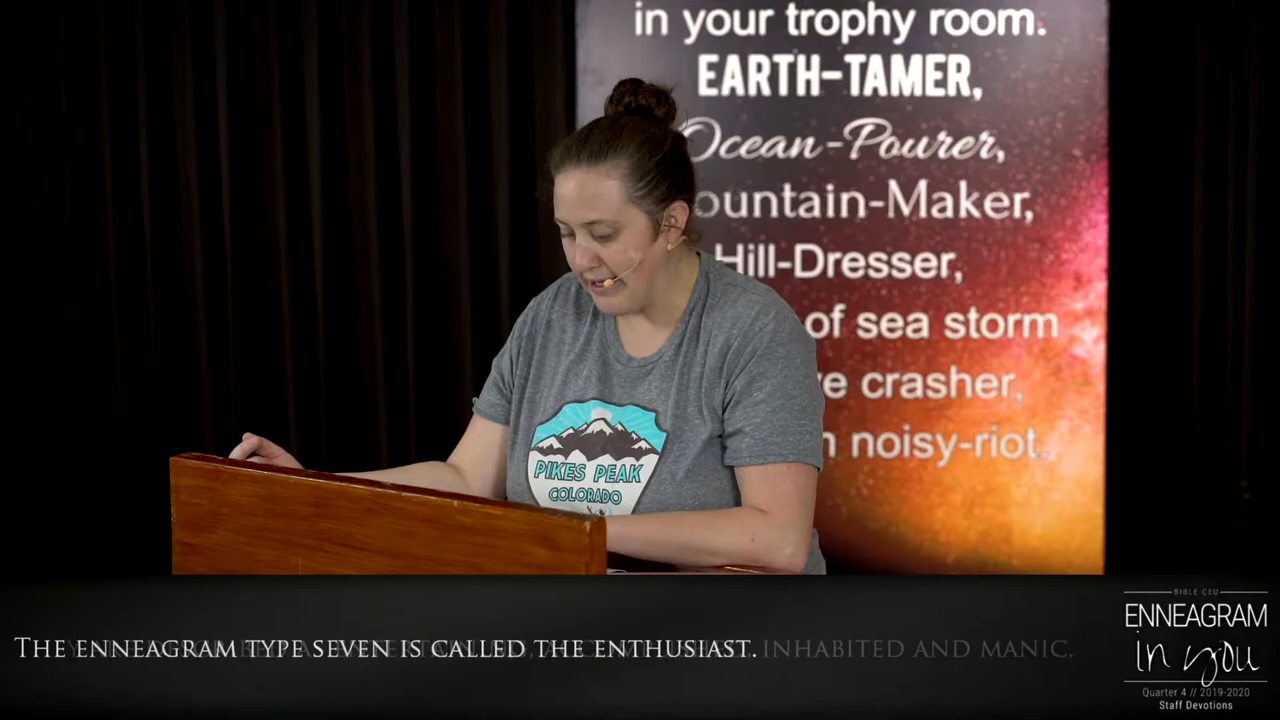 in your trophy room.
EARTH-TAMER,
Ocean-Pourer,
ountain-Maker,
Hill-Dresser,
of sea storm
e crasher,
noisy-riot.
PIKES PEAK
COLORADO
THE ENNEAGRAM TYPE SEVEN IS CALLED THE ENTHUSIAST.
INHABITED AND MANIC.
BIBLE CEU
ENNEAGRAM
in you
Quarter 4 // 2019-2020
Staff Devotions